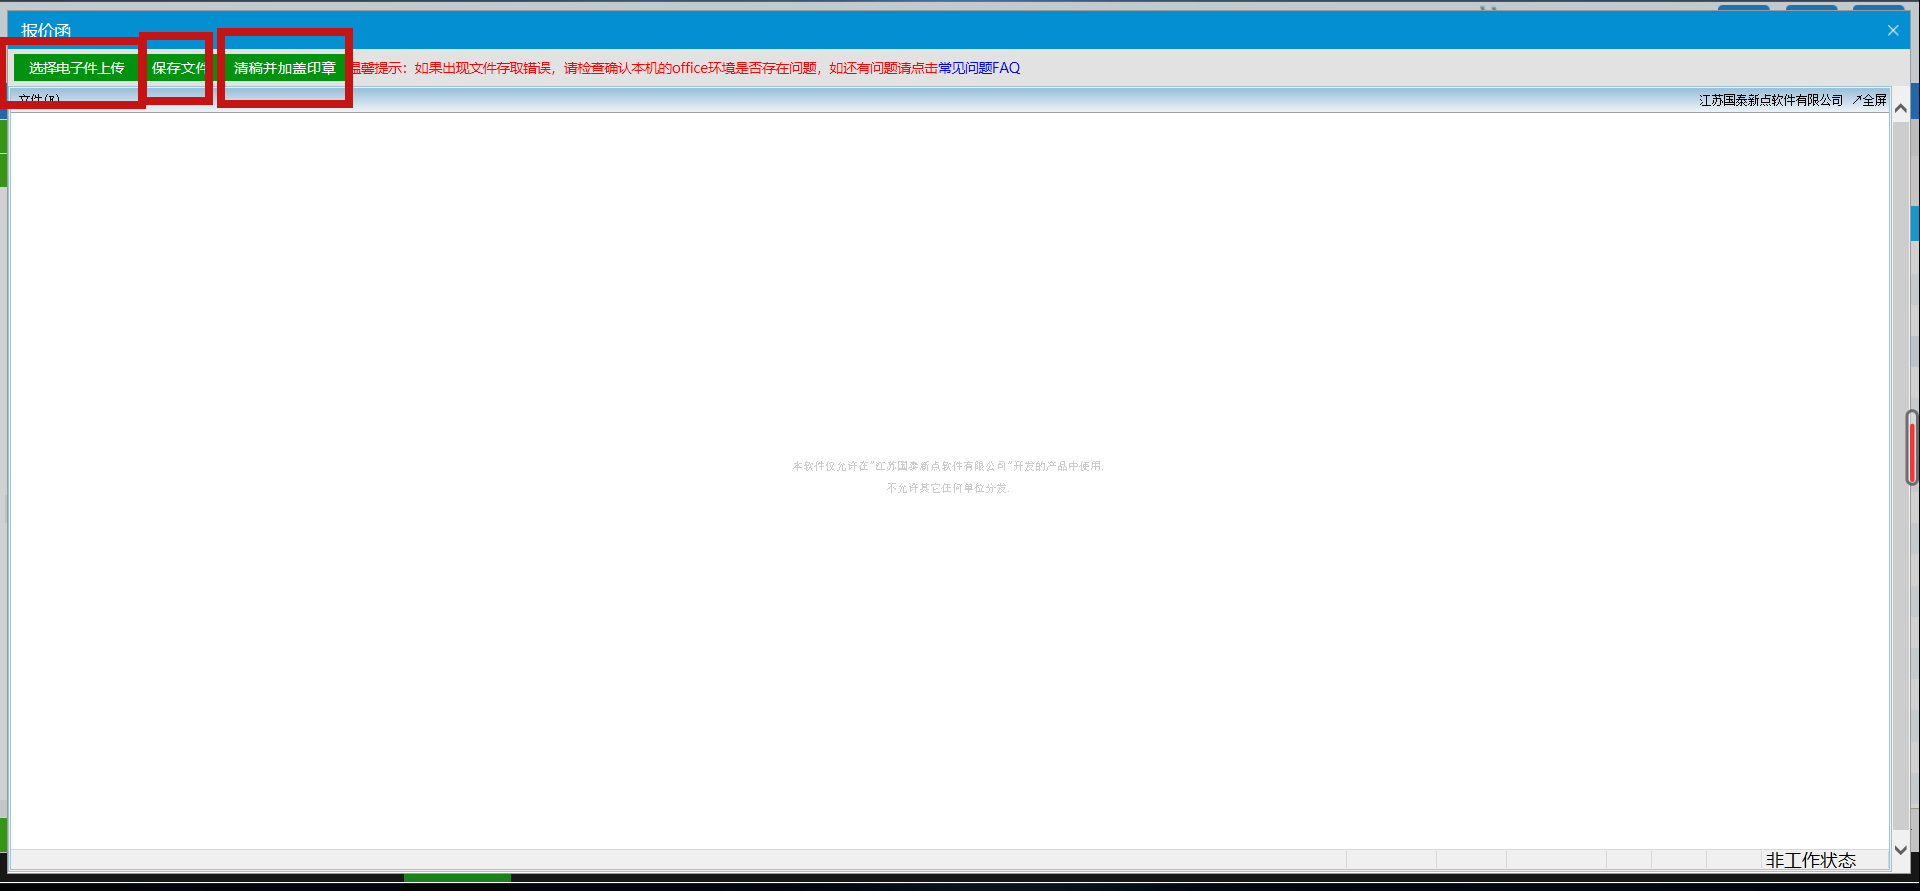 报价函
选择电子件上传 保存文件 清稿并加盖印章 温馨提示：如果出现文件存取错误，请检查确认本机的office环境是否存在问题，如还有问题请点击常见问题FAQ
文件(F) 江苏国泰新点软件有限公司 ↗全屏
本软件仅允许在"江苏国泰新点软件有限公司"开发的产品中使用.
不允许其它任何单位分发.
非工作状态